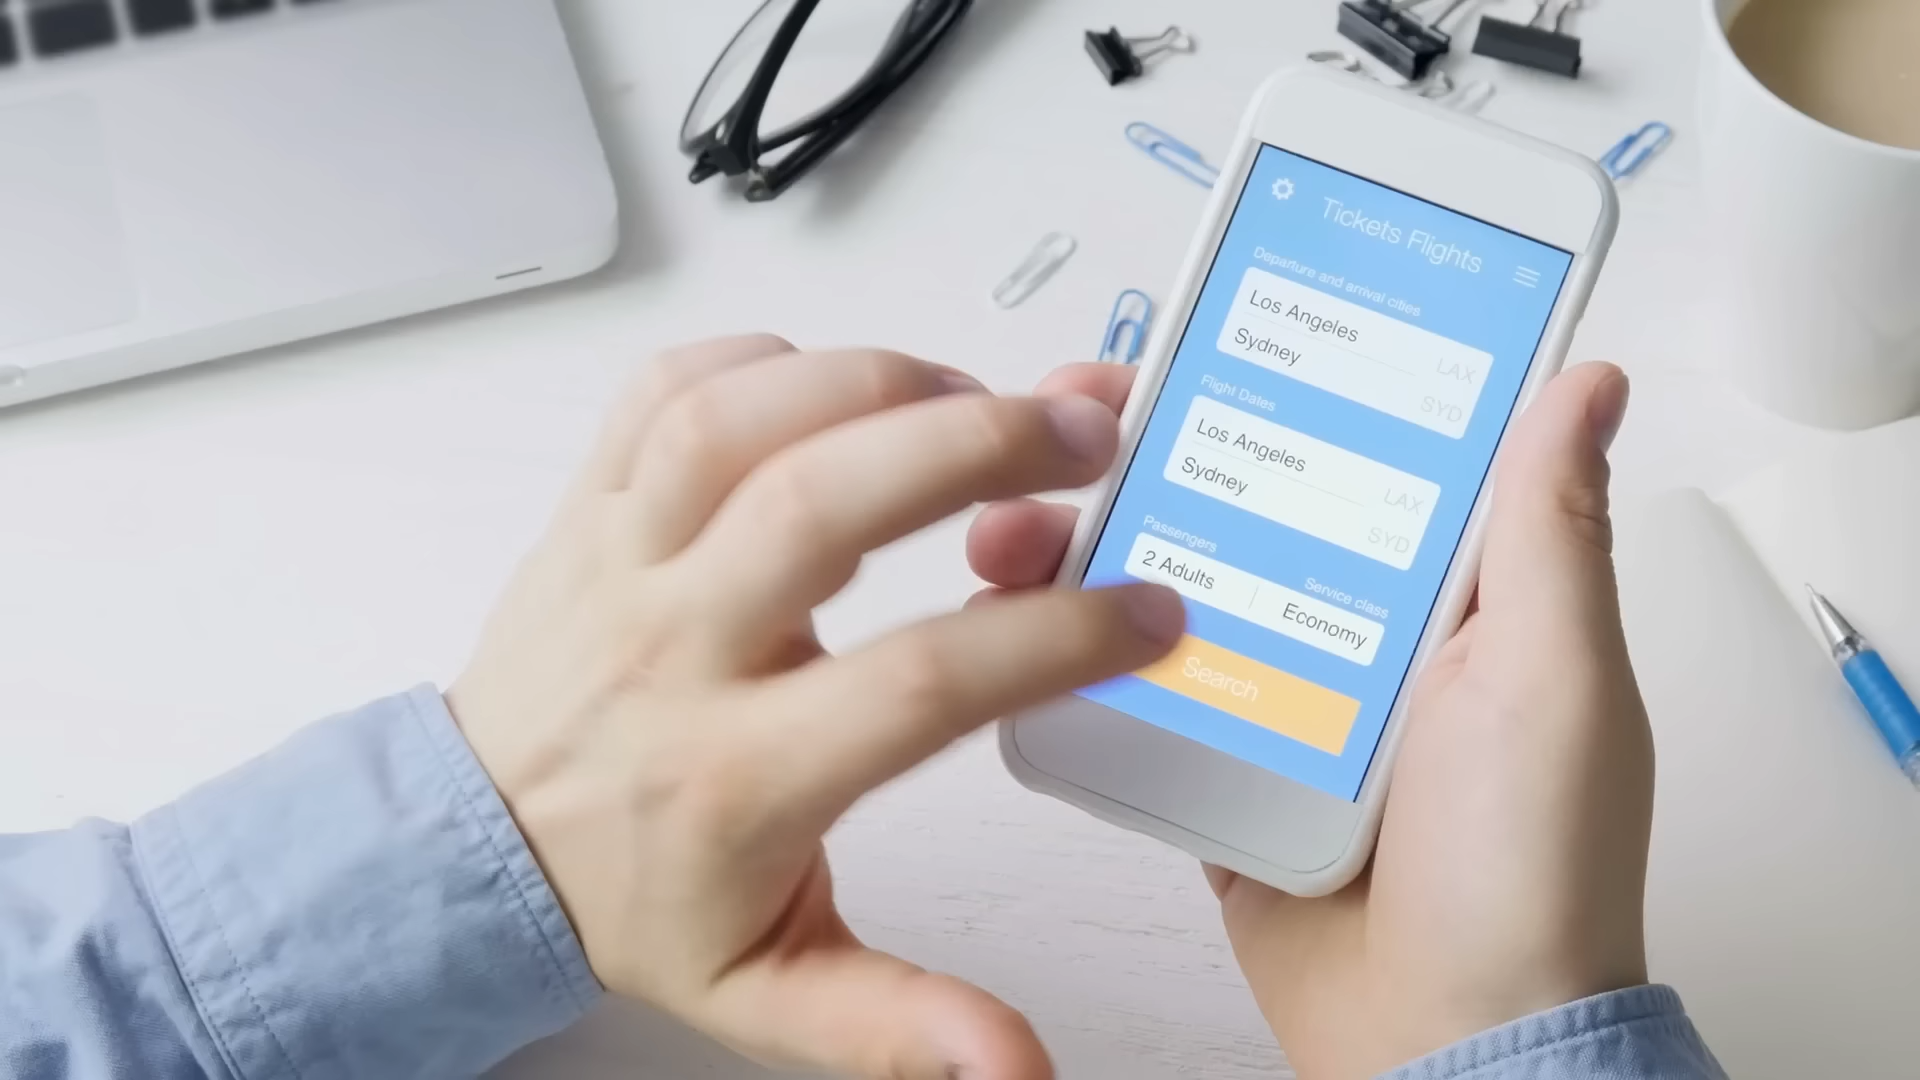 Tickets Flights
Departure and arrival cities
Los Angeles LAX
Sydney SYD
Flight Dates
Los Angeles LAX
Sydney SYD
Passengers
Service class
2 Adults
Economy
Search